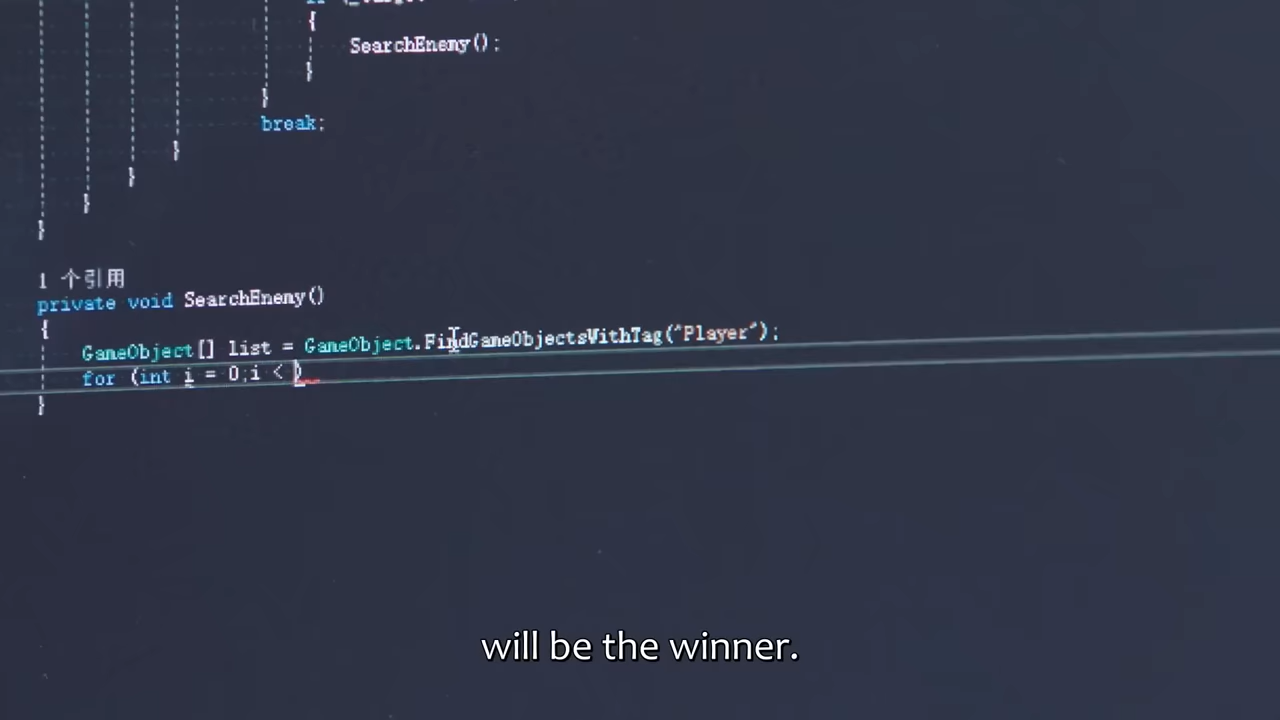 {
SearchEnemy();
}
}
break;
}
}
}
}
1 个引用
private void SearchEnemy()
{
GameObject[] list = GameObject.FindGameObjectsWithTag("Player");
for (int i = 0;i < )
}
will be the winner.